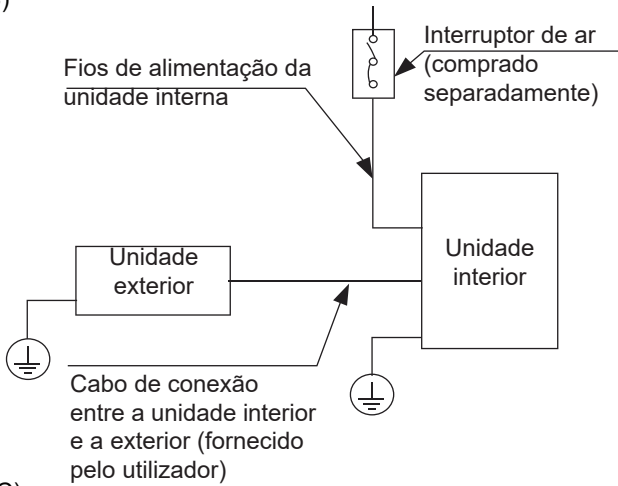 )
Interruptor de ar
(comprado
separadamente)
Fios de alimentação da
unidade interna
Unidade
interior
Unidade
exterior
Cabo de conexão
entre a unidade interior
e a exterior (fornecido
pelo utilizador)